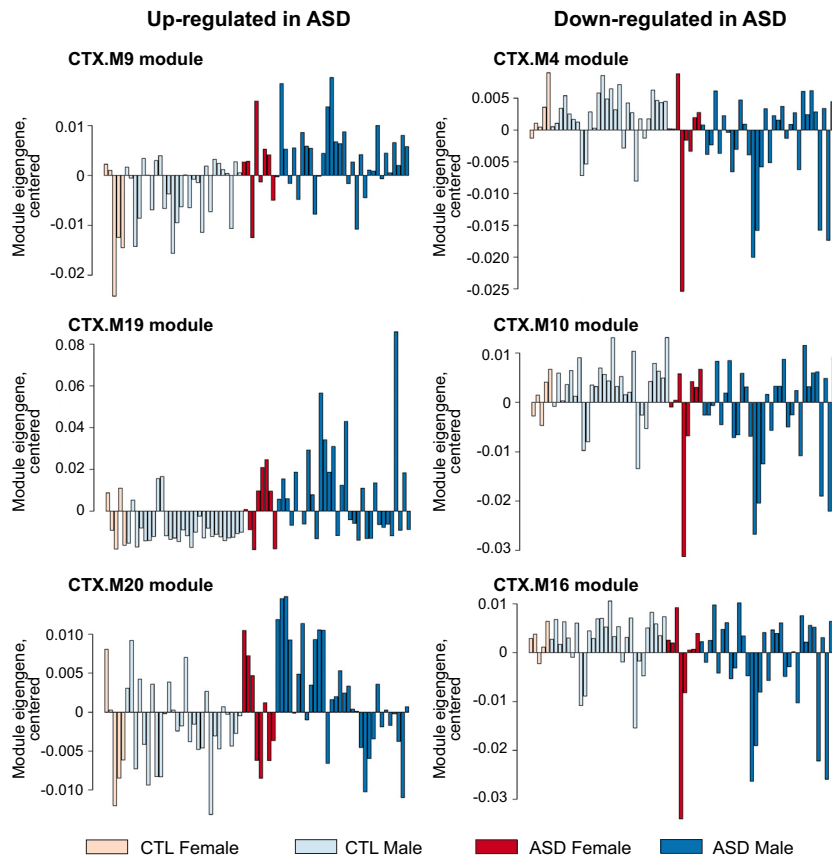 Up-regulated in ASD
Down-regulated in ASD
CTX.M9 module
Module eigengene,
centered
0.01
0
-0.01
-0.02
CTX.M4 module
Module eigengene,
centered
0.005
0.000
-0.005
-0.010
-0.015
-0.020
-0.025
CTX.M19 module
Module eigengene,
centered
0.08
0.06
0.04
0.02
0
CTX.M10 module
Module eigengene,
centered
0.01
0
-0.01
-0.02
-0.03
CTX.M20 module
Module eigengene,
centered
0.010
0.005
0.000
-0.005
-0.010
CTX.M16 module
Module eigengene,
centered
0.01
0
-0.01
-0.02
-0.03
CTL Female
CTL Male
ASD Female
ASD Male